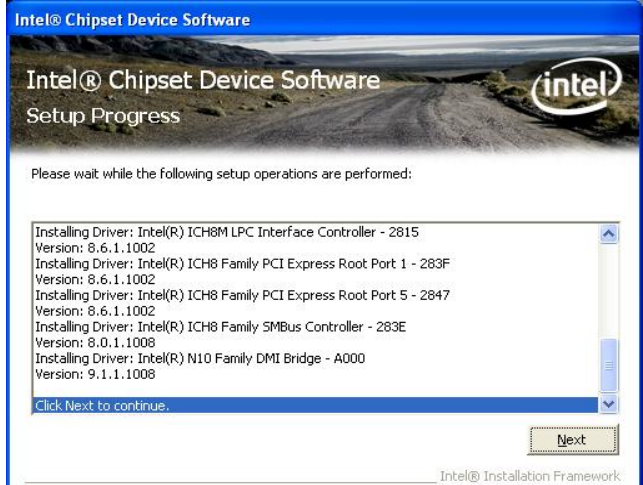 Intel® Chipset Device Software
Intel® Chipset Device Software
(intel)
Setup Progress
Please wait while the following setup operations are performed:
Installing Driver: Intel(R) ICH8M LPC Interface Controller - 2815
Version: 8.6.1.1002
Installing Driver: Intel(R) ICH8 Family PCI Express Root Port 1 - 283F
Version: 8.6.1.1002
Installing Driver: Intel(R) ICH8 Family PCI Express Root Port 5 - 2847
Version: 8.6.1.1002
Installing Driver: Intel(R) ICH8 Family SMBus Controller - 283E
Version: 8.0.1.1008
Installing Driver: Intel(R) N10 Family DMI Bridge - A000
Version: 9.1.1.1008
Click Next to continue.
Next
Intel® Installation Framework